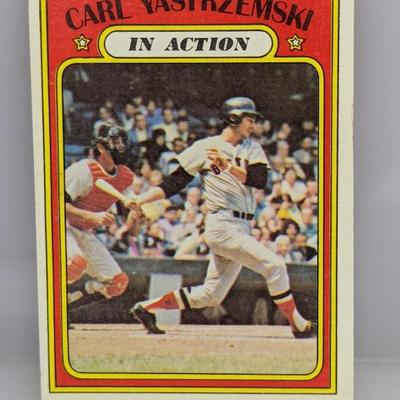 CARL YASTRZEMSKI
IN ACTION